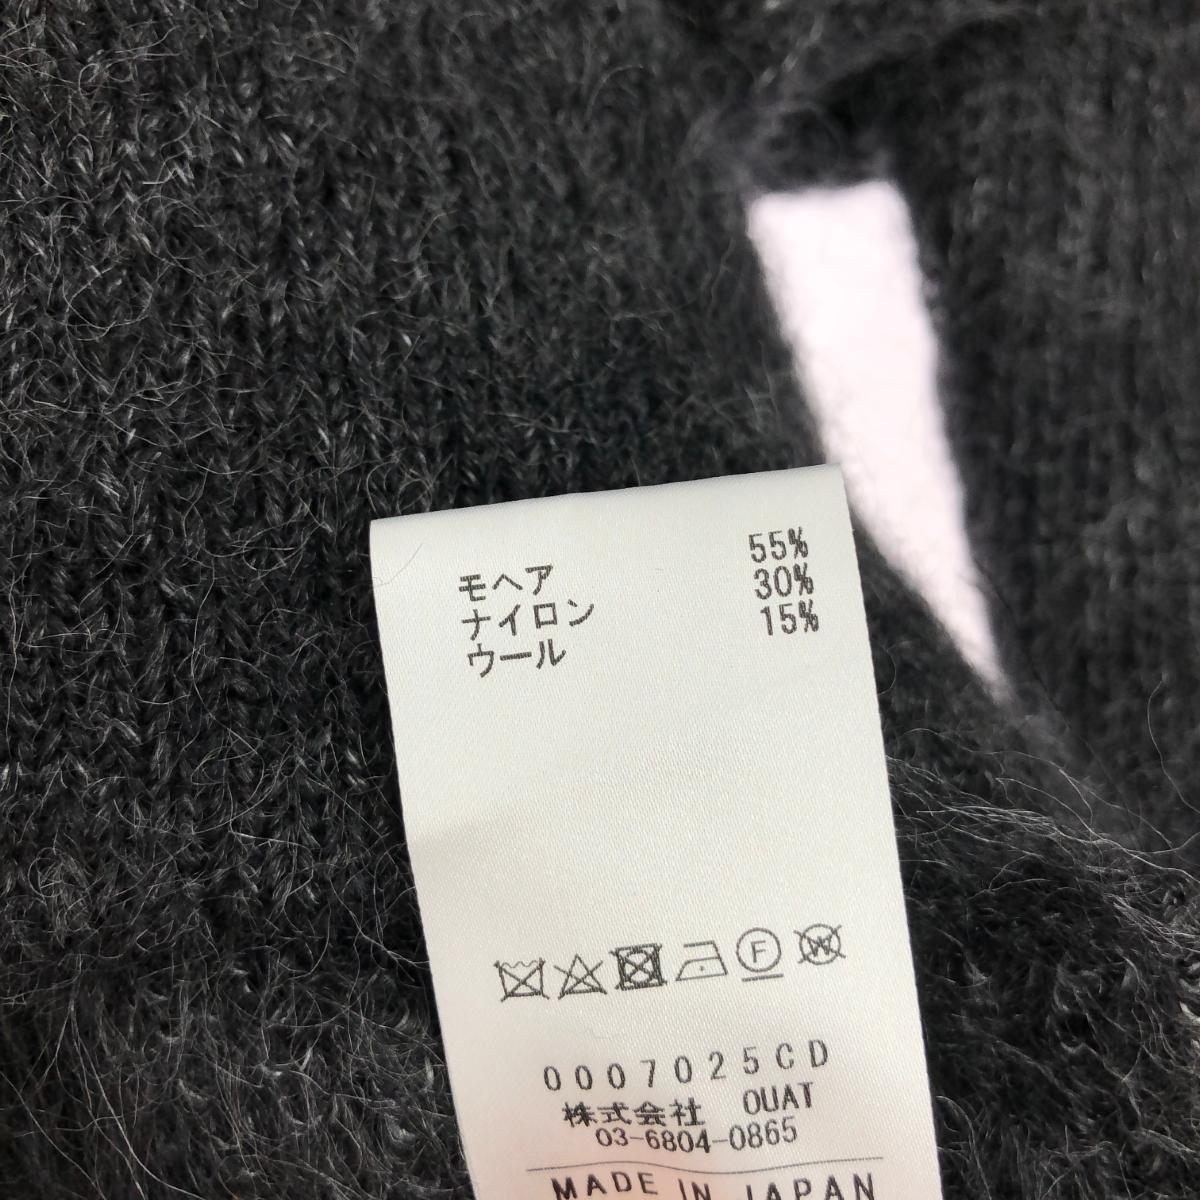 モヘア 55%
ナイロン 30%
ウール 15%
F W
0007025CD
株式会社 OUAT
03-6804-0865
MADE IN JAPAN